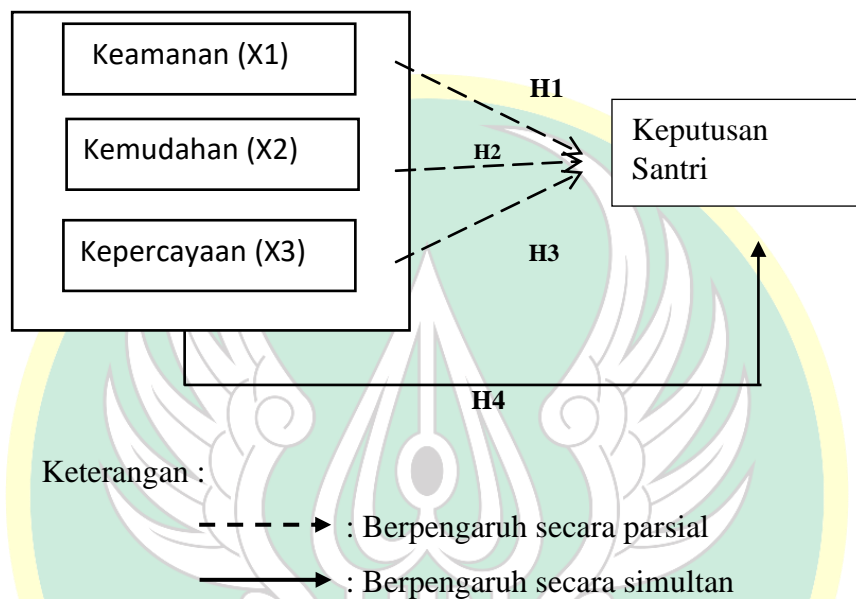 Keamanan (X1)
H1
Keputusan
Santri
Kemudahan (X2)
H2
Kepercayaan (X3)
H3
H4
Keterangan :
: Berpengaruh secara parsial
: Berpengaruh secara simultan